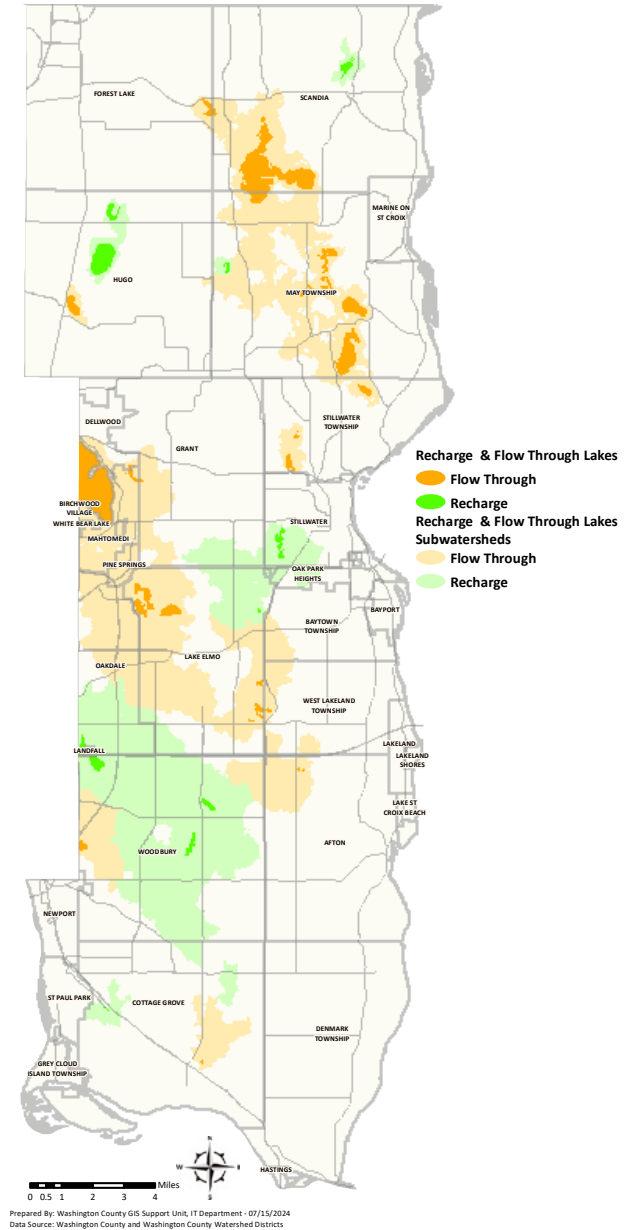 FOREST LAKE
SCANDIA
MARINE ON
ST CROIX
HUGO
MAY TOWNSHIP
DELLWOOD
GRANT
STILLWATER
TOWNSHIP
Recharge & Flow Through Lakes
Flow Through
Recharge
Recharge & Flow Through Lakes
Subwatersheds
Flow Through
Recharge
BIRCHWOOD
VILLAGE
WHITE BEAR LAKE
MAHTOMEDI
STILLWATER
PINE SPRINGS
OAK PARK
HEIGHTS
BAYPORT
BAYTOWN
TOWNSHIP
LAKE ELMO
OAKDALE
WEST LAKELAND
TOWNSHIP
LANDFALL
LAKELAND
LAKELAND
SHORES
LAKE ST
CROIX BEACH
AFTON
WOODBURY
NEWPORT
ST PAUL PARK
COTTAGE GROVE
DENMARK
TOWNSHIP
GREY CLOUD
ISLAND TOWNSHIP
HASTINGS
N
W E
S
Miles
0 0.5 1 2 3 4
Prepared By: Washington County GIS Support Unit, IT Department - 07/15/2024
Data Source: Washington County and Washington County Watershed Districts